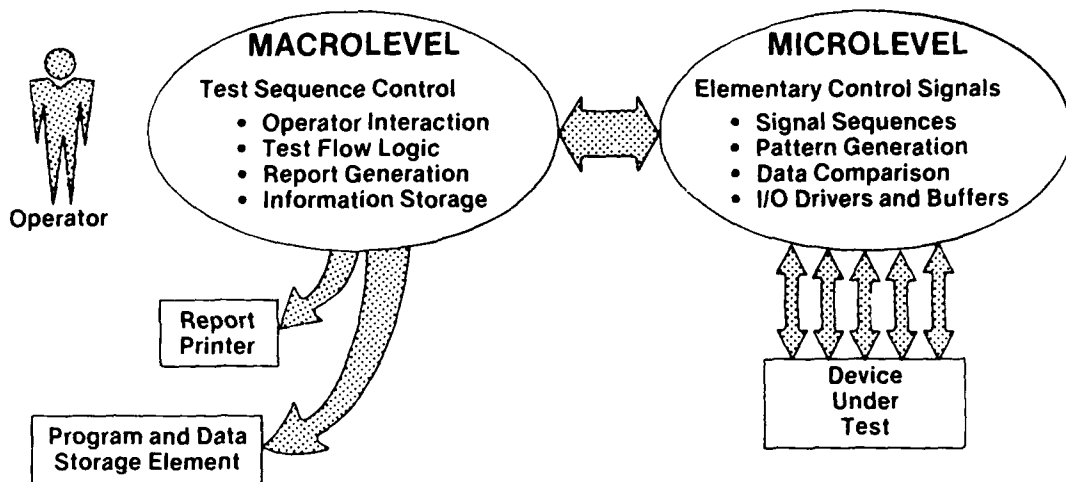 MACROLEVEL
Test Sequence Control
• Operator Interaction
• Test Flow Logic
• Report Generation
• Information Storage
MICROLEVEL
Elementary Control Signals
• Signal Sequences
• Pattern Generation
• Data Comparison
• I/O Drivers and Buffers
Operator
Report
Printer
Program and Data
Storage Element
Device
Under
Test